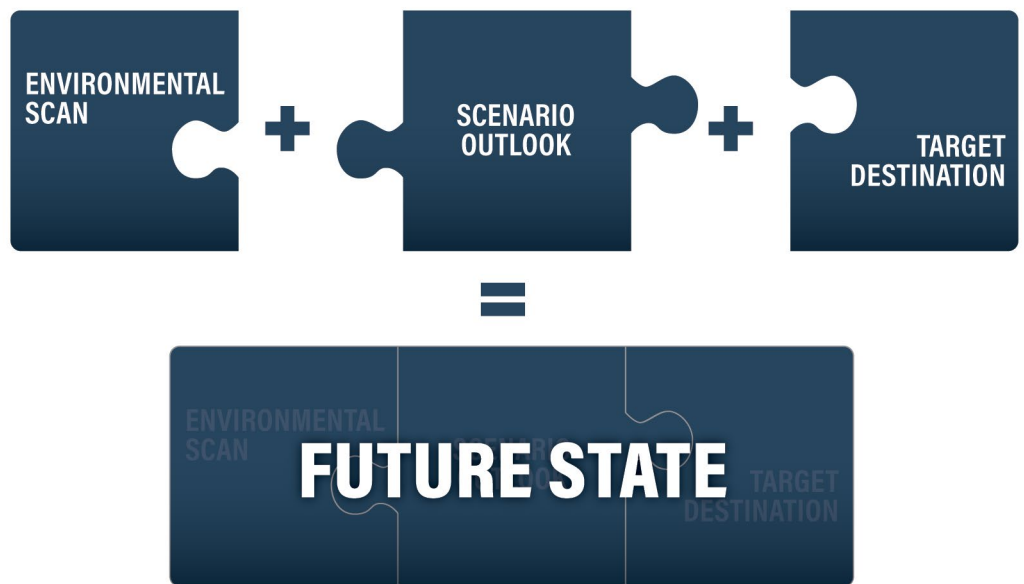 ENVIRONMENTAL
SCAN
+
SCENARIO
OUTLOOK
+
TARGET
DESTINATION
=
ENVIRONMENTAL
SCAN
FUTURE STATE
TARGET
DESTINATION